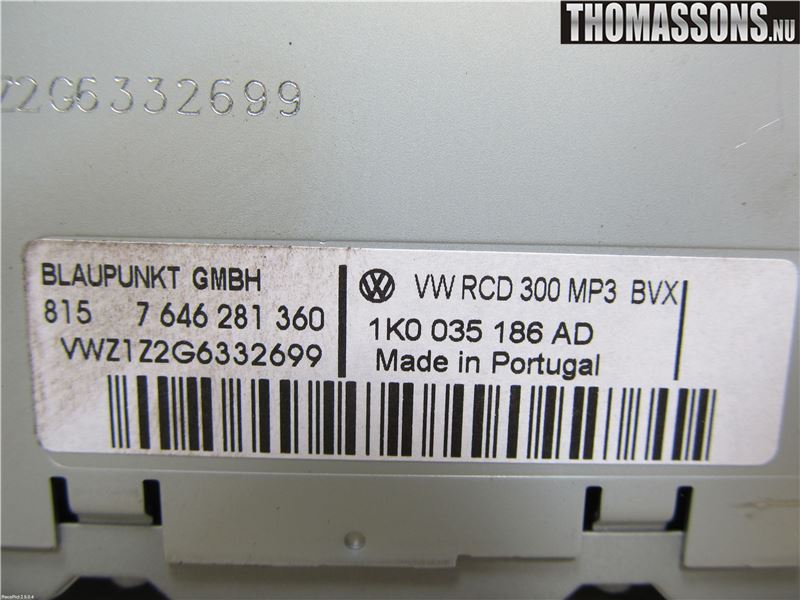 THOMASSONS.NU
Z2G6332699
BLAUPUNKT GMBH
815 7 646 281 360
VWZ1Z2G6332699
VW RCD 300 MP3 BVX
1K0 035 186 AD
Made in Portugal